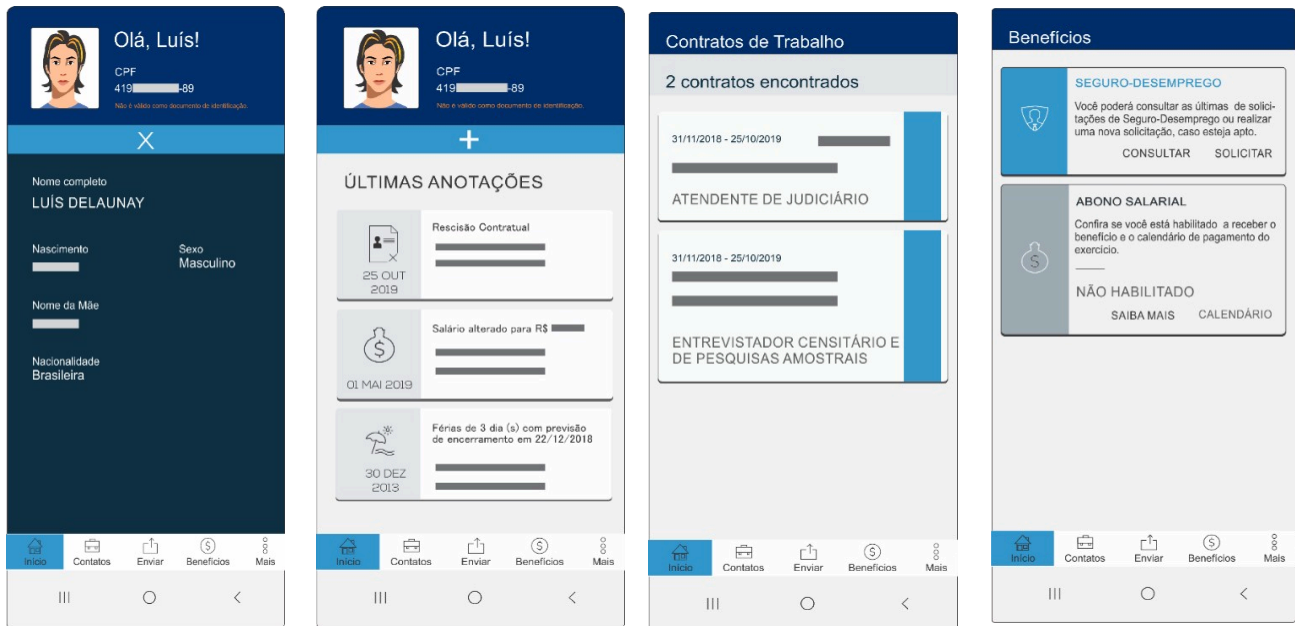 Olá, Luís!
CPF
419 -89
Não é válido como documento de identificação.
X
Nome completo
LUÍS DELAUNAY
Nascimento Sexo
Masculino
Nome da Mãe
Nacionalidade
Brasileira
Início Contatos Enviar Benefícios Mais
Olá, Luís!
CPF
419 -89
Não é válido como documento de identificação.
+
ÚLTIMAS ANOTAÇÕES
Rescisão Contratual
25 OUT
2019
Salário alterado para R$
01 MAI 2019
Férias de 3 dia (s) com previsão
de encerramento em 22/12/2018
30 DEZ
2013
Início Contatos Enviar Benefícios Mais
Contratos de Trabalho
2 contratos encontrados
31/11/2018 - 25/10/2019
ATENDENTE DE JUDICIÁRIO
31/11/2018 - 25/10/2019
ENTREVISTADOR CENSITÁRIO E
DE PESQUISAS AMOSTRAIS
Início Contatos Enviar Benefícios Mais
Benefícios
SEGURO-DESEMPREGO
Você poderá consultar as últimas de solici-
tações de Seguro-Desemprego ou realizar
uma nova solicitação, caso esteja apto.
CONSULTAR SOLICITAR
ABONO SALARIAL
Confira se você está habilitado a receber o
benefício e o calendário de pagamento do
exercício.
NÃO HABILITADO
SAIBA MAIS CALENDÁRIO
Início Contatos Enviar Benefícios Mais